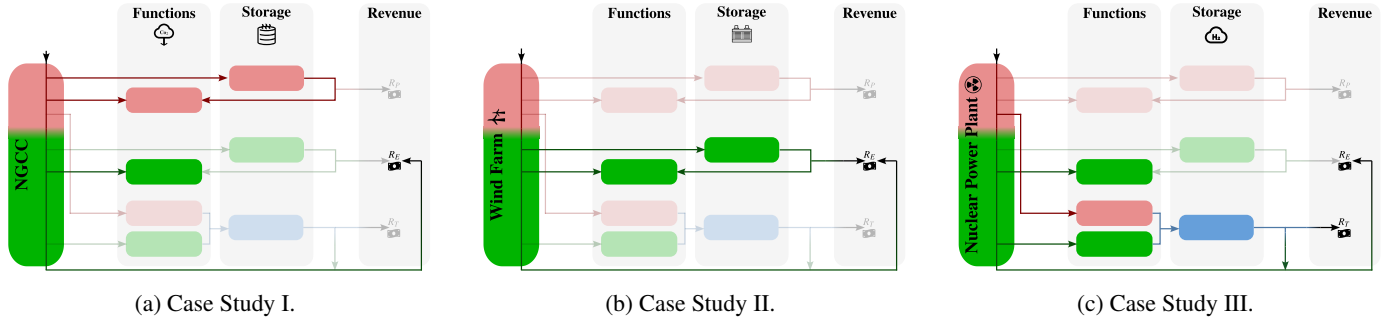 Functions
Storage
Revenue
NGCC
R_P
R_E
R_T
(a) Case Study I.
Functions
Storage
Revenue
Wind Farm
R_P
R_E
R_T
(b) Case Study II.
Functions
Storage
H₂
Revenue
Nuclear Power Plant
R_P
R_E
R_T
(c) Case Study III.